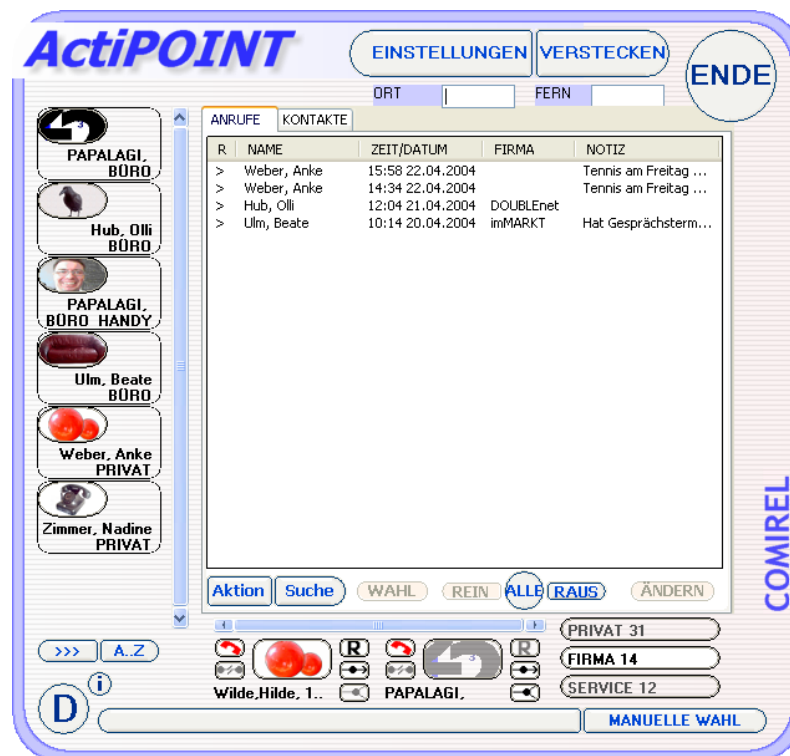 ActiPOINT
EINSTELLUNGEN VERSTECKEN ENDE
ORT FERN
ANRUFE KONTAKTE
R NAME ZEIT/DATUM FIRMA NOTIZ
> Weber, Anke 15:58 22.04.2004 Tennis am Freitag ...
> Weber, Anke 14:34 22.04.2004 Tennis am Freitag ...
> Hub, Olli 12:04 21.04.2004 DOUBLEnet
> Ulm, Beate 10:14 20.04.2004 imMARKT Hat Gesprächsterm...
PAPALAGI,
BÜRO
Hub, Olli
BÜRO
PAPALAGI,
BÜRO HANDY
Ulm, Beate
BÜRO
Weber, Anke
PRIVAT
Zimmer, Nadine
PRIVAT
COMIREL
Aktion Suche WAHL REIN ALLE RAUS ÄNDERN
>>> A..Z
R R
Wilde,Hilde, 1.. PAPALAGI,
PRIVAT 31
FIRMA 14
SERVICE 12
D i
MANUELLE WAHL